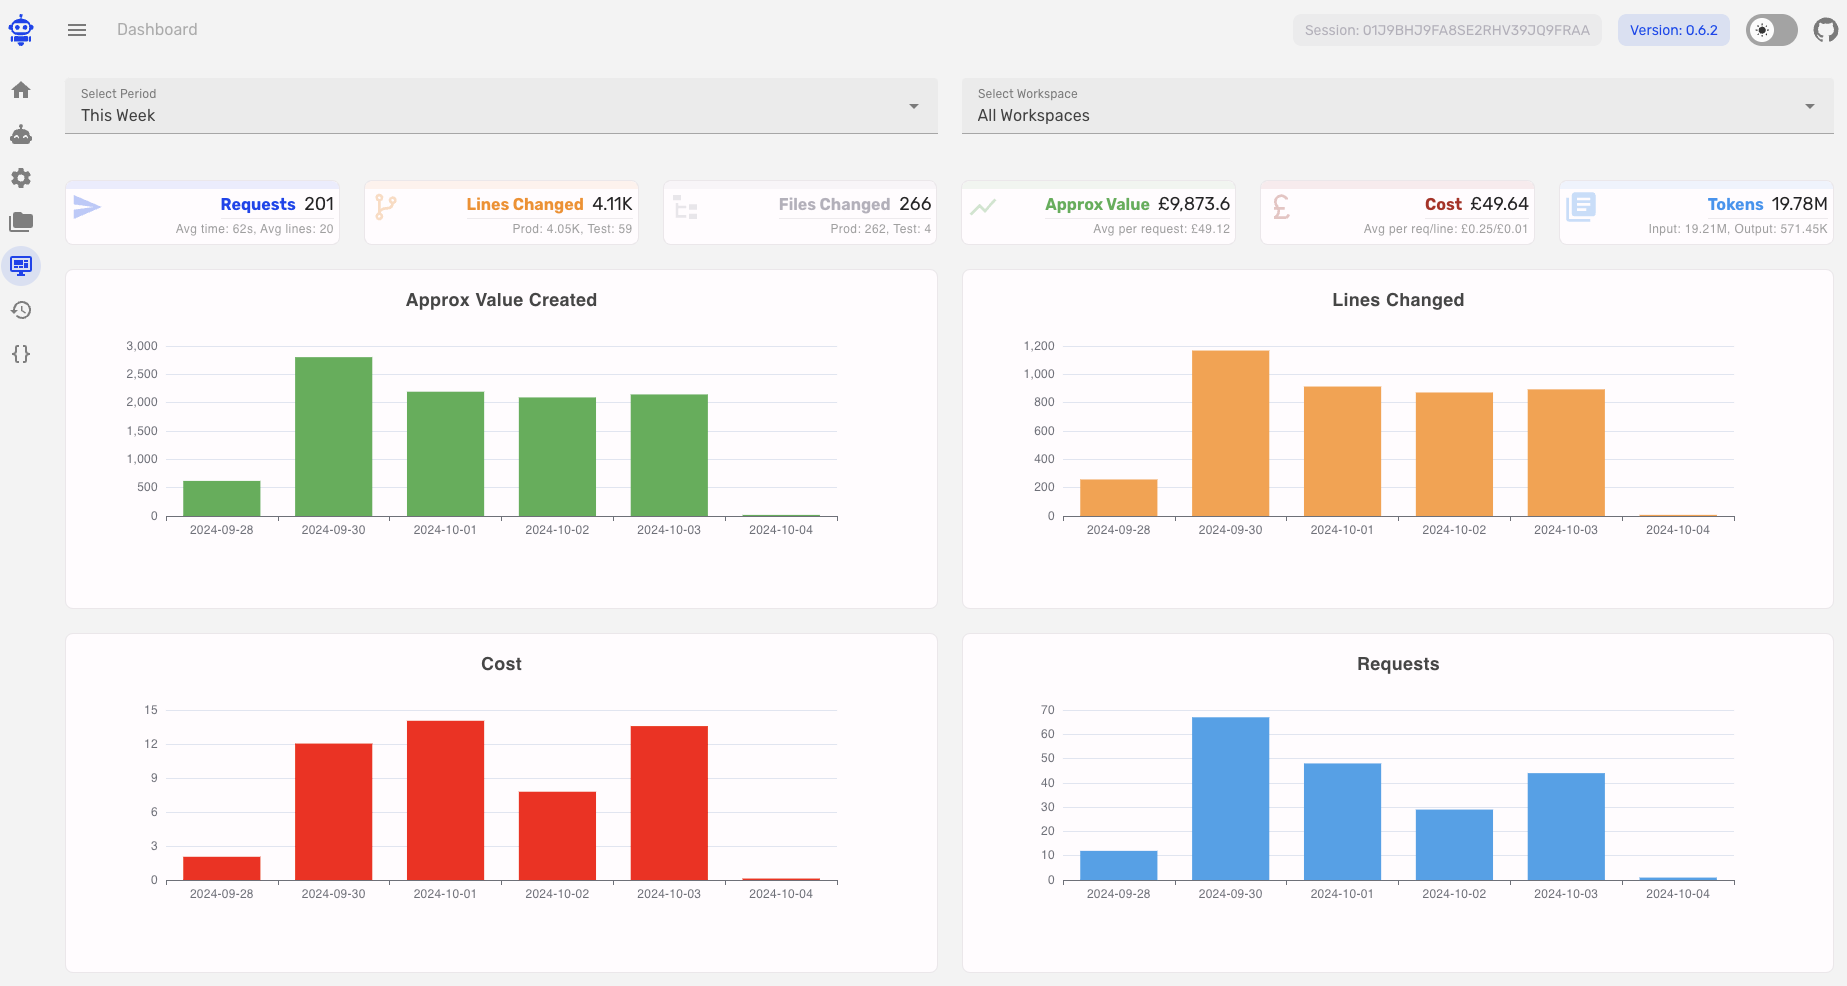 Dashboard
Session: 01J9BHJ9FA8SE2RHV39JQ9FRAA
Version: 0.6.2
Select Period
This Week
Select Workspace
All Workspaces
Requests 201
Avg time: 62s, Avg lines: 20
Lines Changed 4.11K
Prod: 4.05K, Test: 59
Files Changed 266
Prod: 262, Test: 4
Approx Value £9,873.6
Avg per request: £49.12
Cost £49.64
Avg per req/line: £0.25/£0.01
Tokens 19.78M
Input: 19.21M, Output: 571.45K
Approx Value Created
3,000
2,500
2,000
1,500
1,000
500
0
2024-09-28 2024-09-30 2024-10-01 2024-10-02 2024-10-03 2024-10-04
Lines Changed
1,200
1,000
800
600
400
200
0
2024-09-28 2024-09-30 2024-10-01 2024-10-02 2024-10-03 2024-10-04
Cost
15
12
9
6
3
0
2024-09-28 2024-09-30 2024-10-01 2024-10-02 2024-10-03 2024-10-04
Requests
70
60
50
40
30
20
10
0
2024-09-28 2024-09-30 2024-10-01 2024-10-02 2024-10-03 2024-10-04